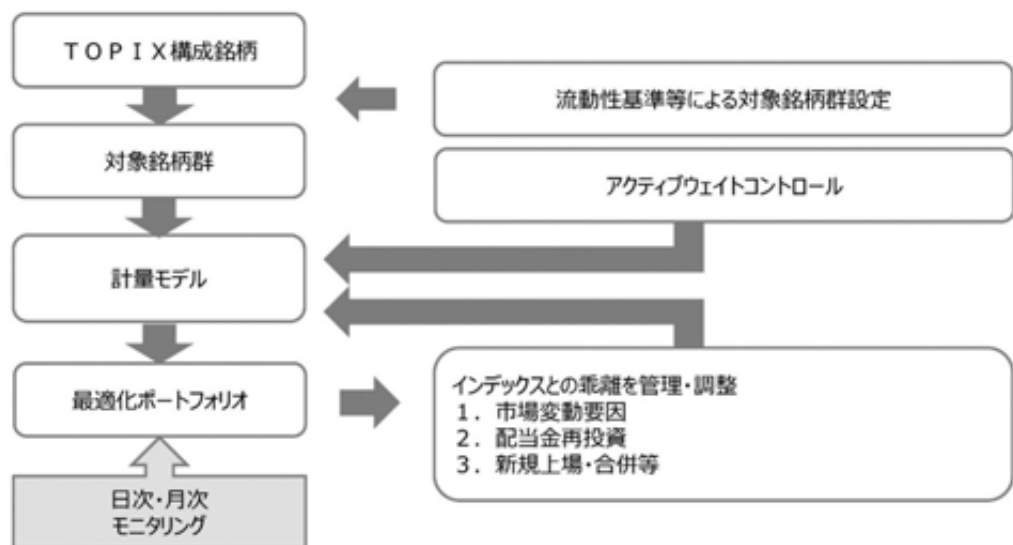 ＴＯＰＩＸ構成銘柄
流動性基準等による対象銘柄群設定
対象銘柄群
アクティブウェイトコントロール
計量モデル
最適化ポートフォリオ
インデックスとの乖離を管理・調整
１．市場変動要因
２．配当金再投資
３．新規上場・合併等
日次・月次
モニタリング